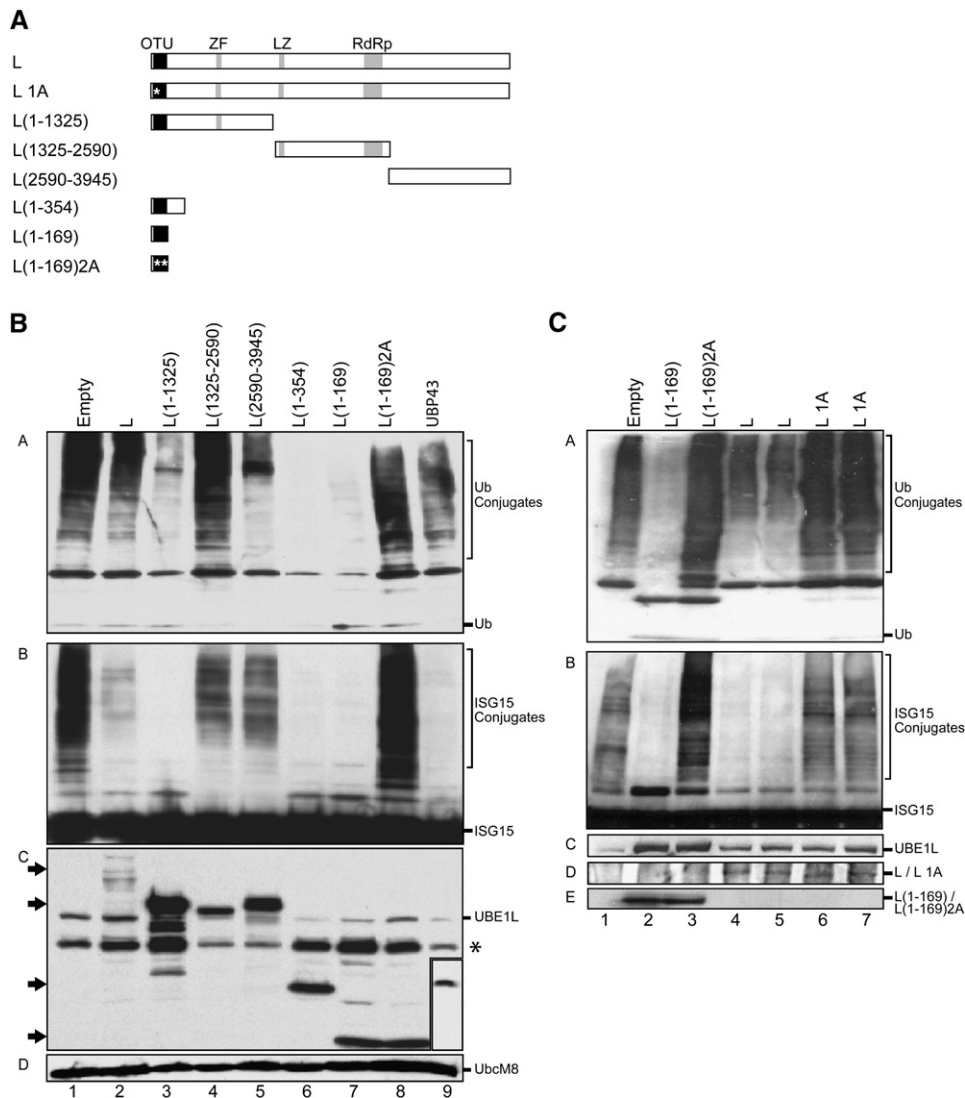 A
OTU ZF LZ RdRp
L
L 1A
*
L(1-1325)
L(1325-2590)
L(2590-3945)
L(1-354)
L(1-169)
L(1-169)2A
**
B
Empty
L
L(1-1325)
L(1325-2590)
L(2590-3945)
L(1-354)
L(1-169)
L(1-169)2A
UBP43
A
Ub
Conjugates
Ub
B
ISG15
Conjugates
ISG15
C
UBE1L
*
D
UbcM8
1 2 3 4 5 6 7 8 9
C
Empty
L(1-169)
L(1-169)2A
L
L
L 1A
L 1A
A
Ub
Conjugates
Ub
B
ISG15
Conjugates
ISG15
C
UBE1L
D
L / L 1A
E
L(1-169) /
L(1-169)2A
1 2 3 4 5 6 7